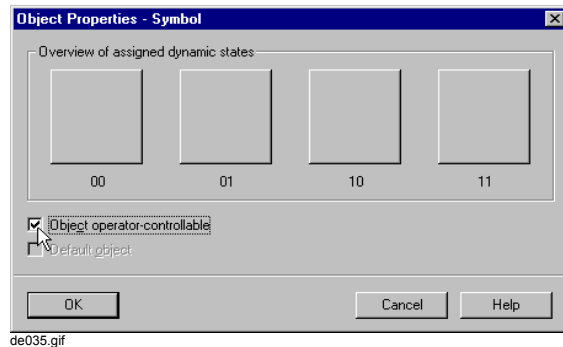 Object Properties - Symbol
Overview of assigned dynamic states
00 01 10 11
Object operator-controllable
Default object
OK Cancel Help
de035.gif